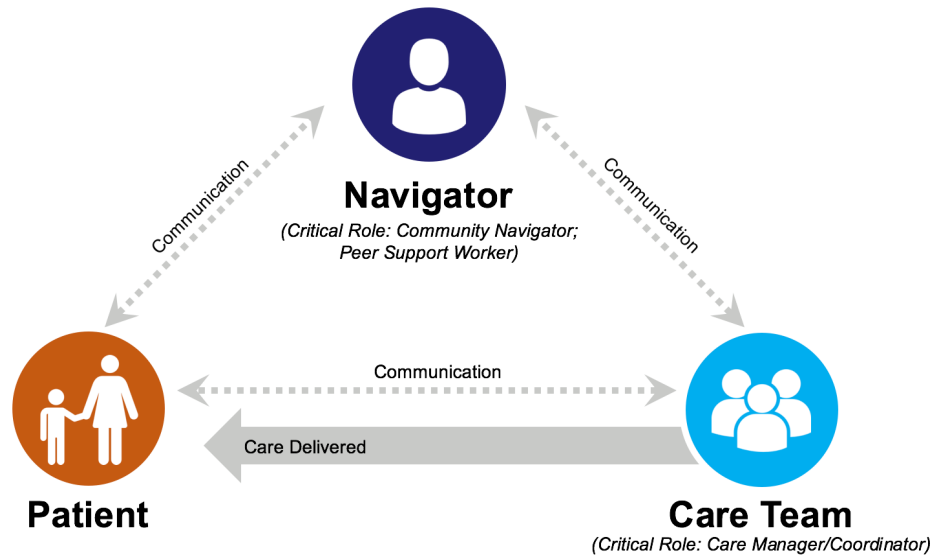 Navigator
(Critical Role: Community Navigator;
Peer Support Worker)
Communication
Communication
Communication
Care Delivered
Patient
Care Team
(Critical Role: Care Manager/Coordinator)